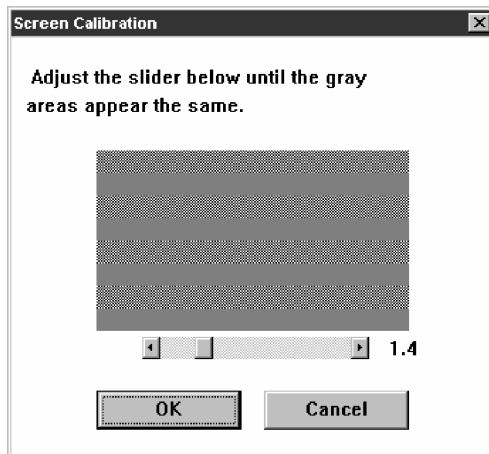 Screen Calibration
Adjust the slider below until the gray
areas appear the same.
1.4
OK Cancel